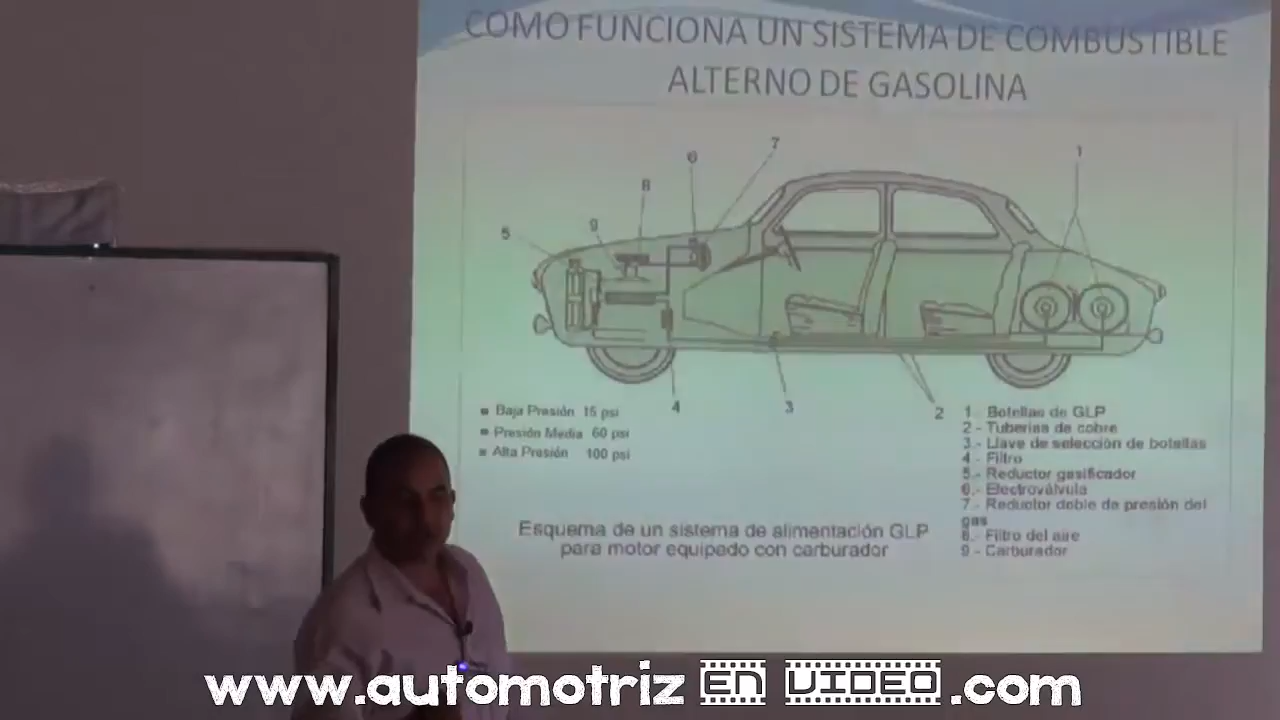 COMO FUNCIONA UN SISTEMA DE COMBUSTIBLE
ALTERNO DE GASOLINA
7
6
1
8
9
5
4
3
2
Baja Presión 15 psi
Presión Media 60 psi
Alta Presión 100 psi
1.- Botellas de GLP
2.- Tuberias de cobre
3.- Llave de selección de botellas
4.- Filtro
5.- Reductor gasificador
6.- Electroválvula
7.- Reductor doble de presión del
gas
8.- Filtro del aire
9.- Carburador
Esquema de un sistema de alimentación GLP
para motor equipado con carburador
www.automotriz EN VIDEO .com